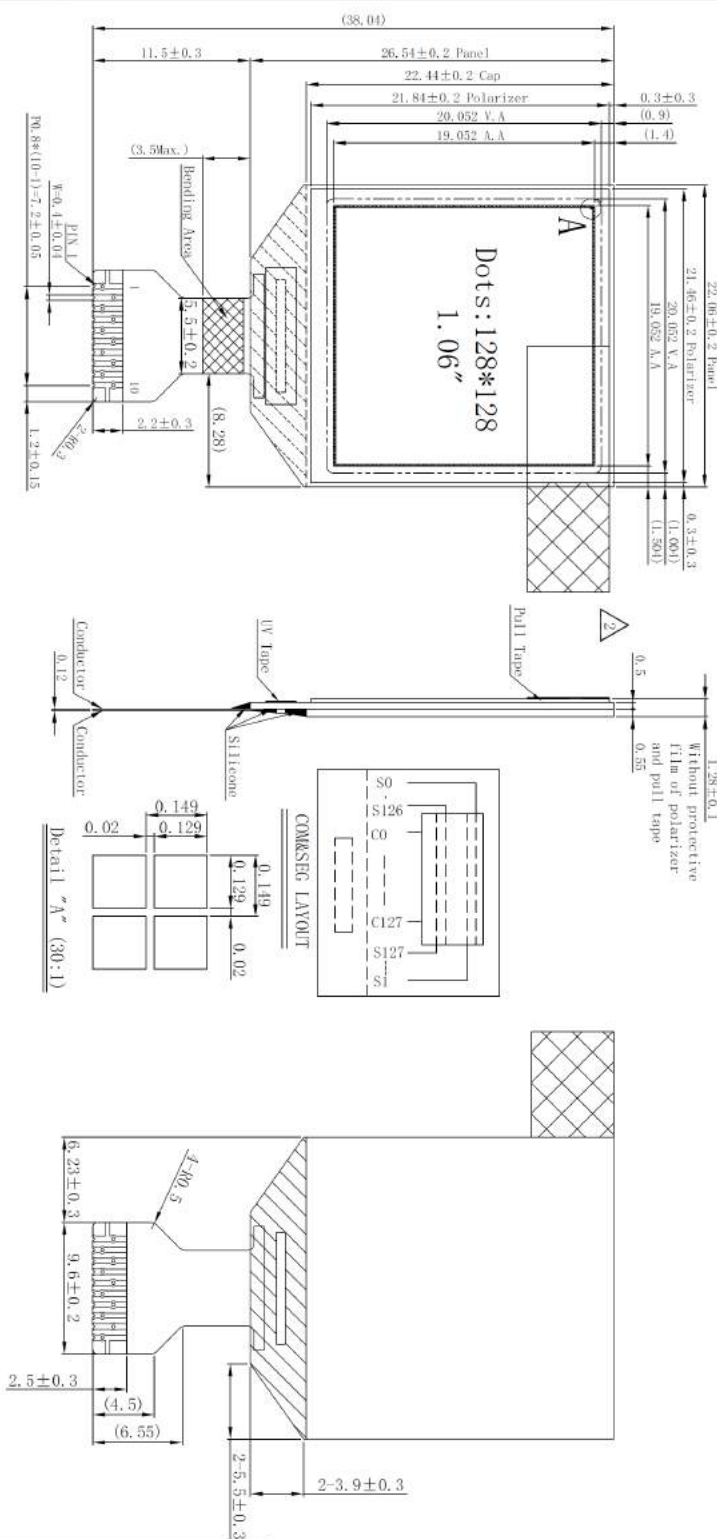 (38.04)
11.5±0.3
26.54±0.2 Panel
22.44±0.2 Cap
21.84±0.2 Polarizer
0.3±0.3
20.052 V.A
(0.9)
19.052 A.A
(1.4)
(3.5Max.)
Bending Area
P0.8*(10-1)=7.2±0.05
W=0.4±0.04
PIN 1
1
10
5.5±0.2
2-R0.3
2.2±0.3
1.2±0.15
(8.28)
A
Dots:128*128
1.06"
22.06±0.2 Panel
21.46±0.2 Polarizer
20.052 V.A
19.052 A.A
0.3±0.3
(1.004)
(1.504)
2
Pull Tape
UV Tape
Conductor
Conductor
0.12
Silicone
0.5
0.55
1.28±0.1
Without protective
film of polarizer
and pull tape
S0
S126
C0
C127
S127
S1
COM&SEG LAYOUT
0.149
0.02
0.129
0.149
0.129
0.02
Detail "A" (30:1)
6.23±0.3
4-R0.5
9.6±0.2
2.5±0.3
(4.5)
(6.55)
2-5.5±0.3
2-3.9±0.3